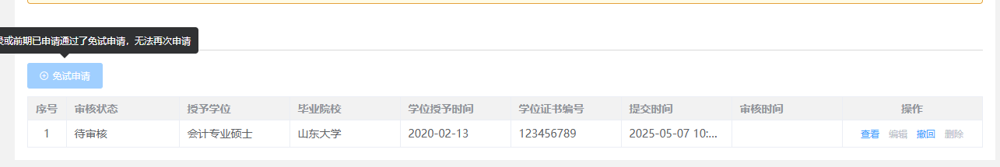 或前期已申请通过了免试申请，无法再次申请
免试申请
序号 审核状态 授予学位 毕业院校 学位授予时间 学位证书编号 提交时间 审核时间 操作
1 待审核 会计专业硕士 山东大学 2020-02-13 123456789 2025-05-07 10:... 查看 编辑 撤回 删除